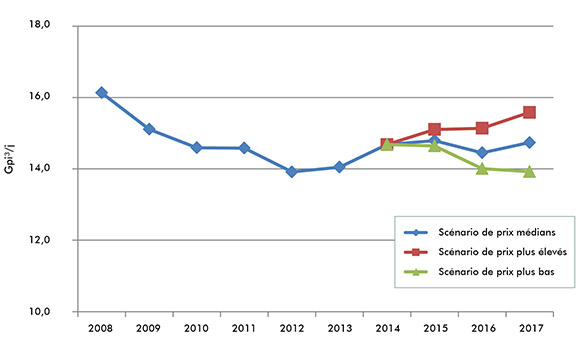 18,0
16,0
14,0
12,0
10,0
Gpi³/j
2008 2009 2010 2011 2012 2013 2014 2015 2016 2017
Scénario de prix médians
Scénario de prix plus élevés
Scénario de prix plus bas